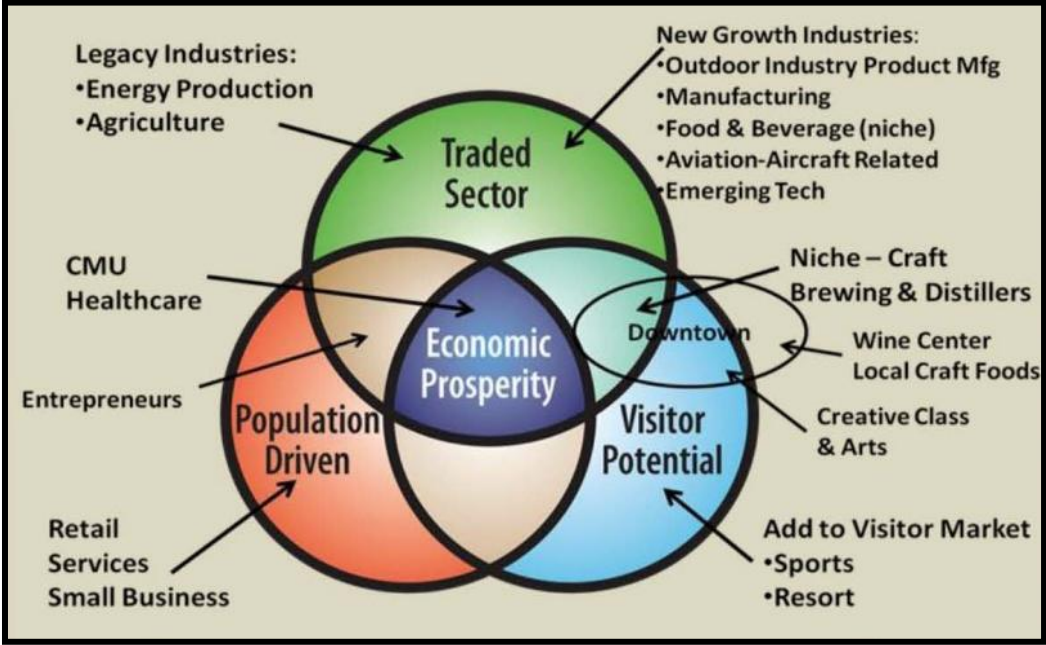 Legacy Industries:
•Energy Production
•Agriculture
New Growth Industries:
•Outdoor Industry Product Mfg
•Manufacturing
•Food & Beverage (niche)
•Aviation-Aircraft Related
•Emerging Tech
Traded
Sector
CMU
Healthcare
Niche – Craft
Brewing & Distillers
Downtown
Economic
Prosperity
Wine Center
Local Craft Foods
Entrepreneurs
Population
Driven
Visitor
Potential
Creative Class
& Arts
Retail
Services
Small Business
Add to Visitor Market
•Sports
•Resort